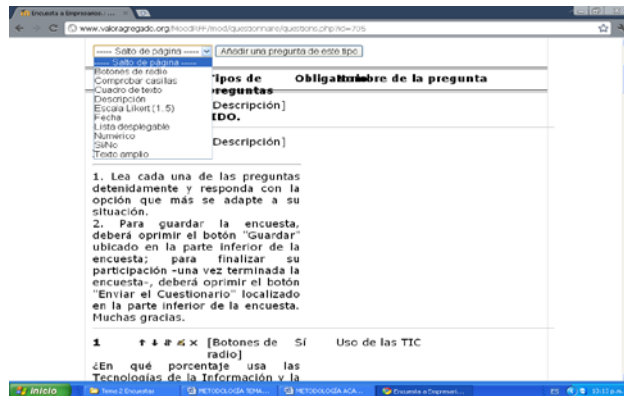 Encuesta a Empresarios
www.valoragregado.org/MoodlFF/mod/questionnaire/questions.php?id=705
----- Salto de página ----- Añadir una pregunta de este tipo
----- Salto de página -----
Botones de radio
Comprobar casillas
Cuadro de texto
Descripción
Escala Likert (1..5)
Fecha
Lista desplegable
Numérico
Sí/No
Texto amplio
Tipos de preguntas
de la pregunta
[Descripción]
IDO.
[Descripción]
1. Lea cada una de las preguntas
detenidamente y responda con la
opción que más se adapte a su
situación.
2. Para guardar la encuesta,
deberá oprimir el botón "Guardar"
ubicado en la parte inferior de la
encuesta; para finalizar su
participación -una vez terminada la
encuesta-, deberá oprimir el botón
"Enviar el Cuestionario" localizado
en la parte inferior de la encuesta.
Muchas gracias.
1 [Botones de radio] Sí Uso de las TIC
¿En qué porcentaje usa las
Tecnologías de la Información y la
Inicio Tema 2 Encuestas METODOLOGÍA TEMA... METODOLOGÍA ACA... Encuesta a Empresari... ES